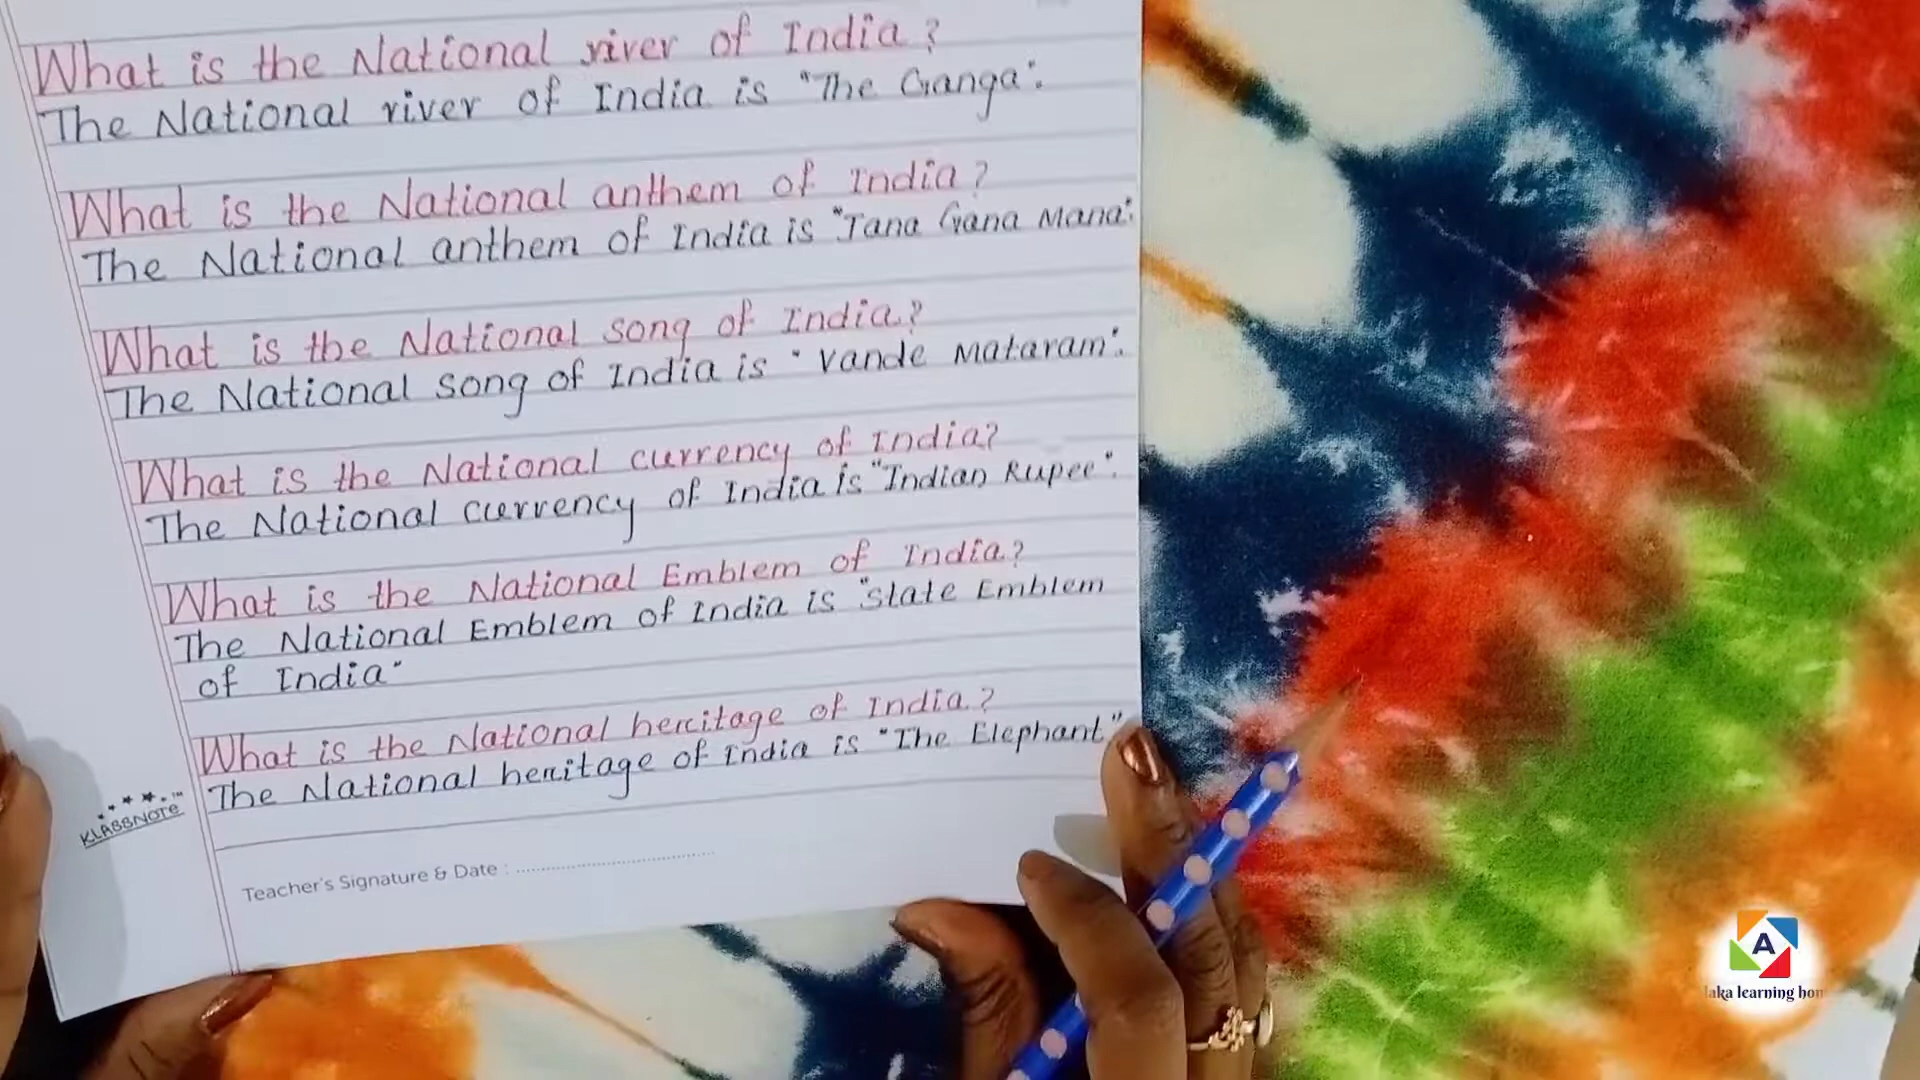 What is the National river of India?
The National river of India is "The Ganga".
What is the National anthem of India?
The National anthem of India is "Jana Gana Mana".
What is the National song of India?
The National song of India is "Vande Mataram".
What is the National currency of India?
The National currency of India is "Indian Rupee".
What is the National Emblem of India?
The National Emblem of India is "State Emblem
of India"
What is the National heritage of India?
The National heritage of India is "The Elephant"
KLASSNOTE™
Teacher's Signature & Date : ........................................
A
laka learning hom